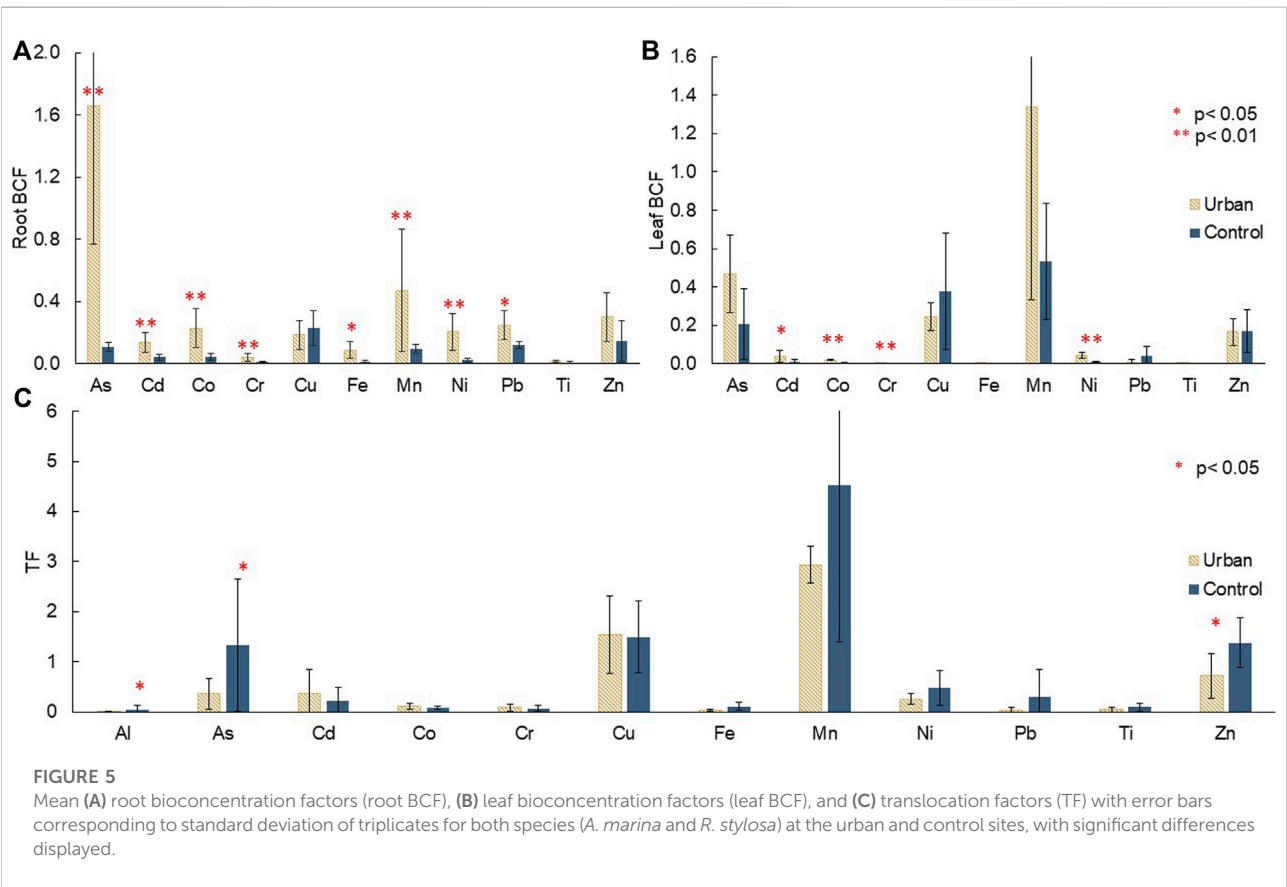 A
2.0
1.6
1.2
0.8
0.4
0.0
Root BCF
**
**
**
**
*
**
**
*
As Cd Co Cr Cu Fe Mn Ni Pb Ti Zn
B
1.6
1.4
1.2
1.0
0.8
0.6
0.4
0.2
0.0
Leaf BCF
*
**
**
**
* p< 0.05
** p< 0.01
Urban
Control
As Cd Co Cr Cu Fe Mn Ni Pb Ti Zn
C
6
5
4
3
2
1
0
TF
*
*
*
* p< 0.05
Urban
Control
Al As Cd Co Cr Cu Fe Mn Ni Pb Ti Zn
FIGURE 5
Mean (A) root bioconcentration factors (root BCF), (B) leaf bioconcentration factors (leaf BCF), and (C) translocation factors (TF) with error bars
corresponding to standard deviation of triplicates for both species (A. marina and R. stylosa) at the urban and control sites, with significant differences
displayed.